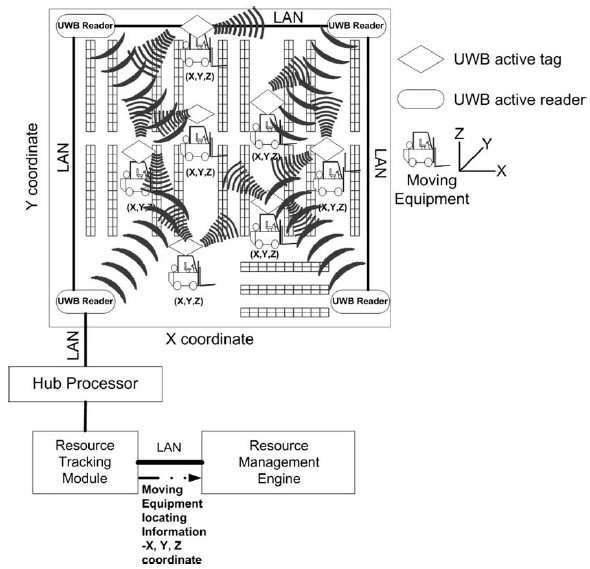 UWB Reader
LAN
UWB Reader
(X,Y,Z)
UWB active tag
UWB active reader
(X,Y,Z)
(X,Y,Z)
Z
Y
X
Moving
Equipment
LAN
Y coordinate
LAN
(X,Y,Z)
(X,Y,Z)
(X,Y,Z)
(X,Y,Z)
UWB Reader
UWB Reader
X coordinate
LAN
Hub Processor
Resource
Tracking
Module
LAN
Resource
Management
Engine
Moving
Equipment
locating
Information
-X, Y, Z
coordinate